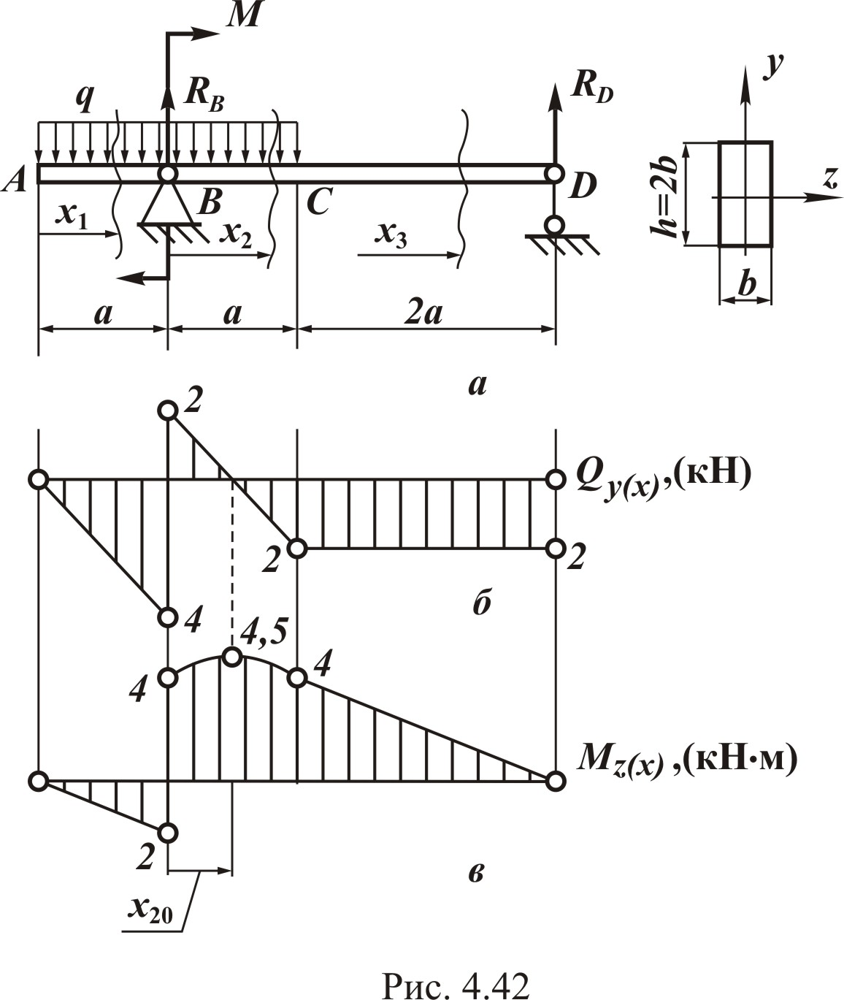 M
q
R_B
R_D
y
A
B
C
D
z
x_1
x_2
x_3
h=2b
b
a
a
2a
а
2
Q_y(x),(кН)
2
2
4
б
4,5
4
4
M_z(x),(кН·м)
2
x_20
в
Рис. 4.42